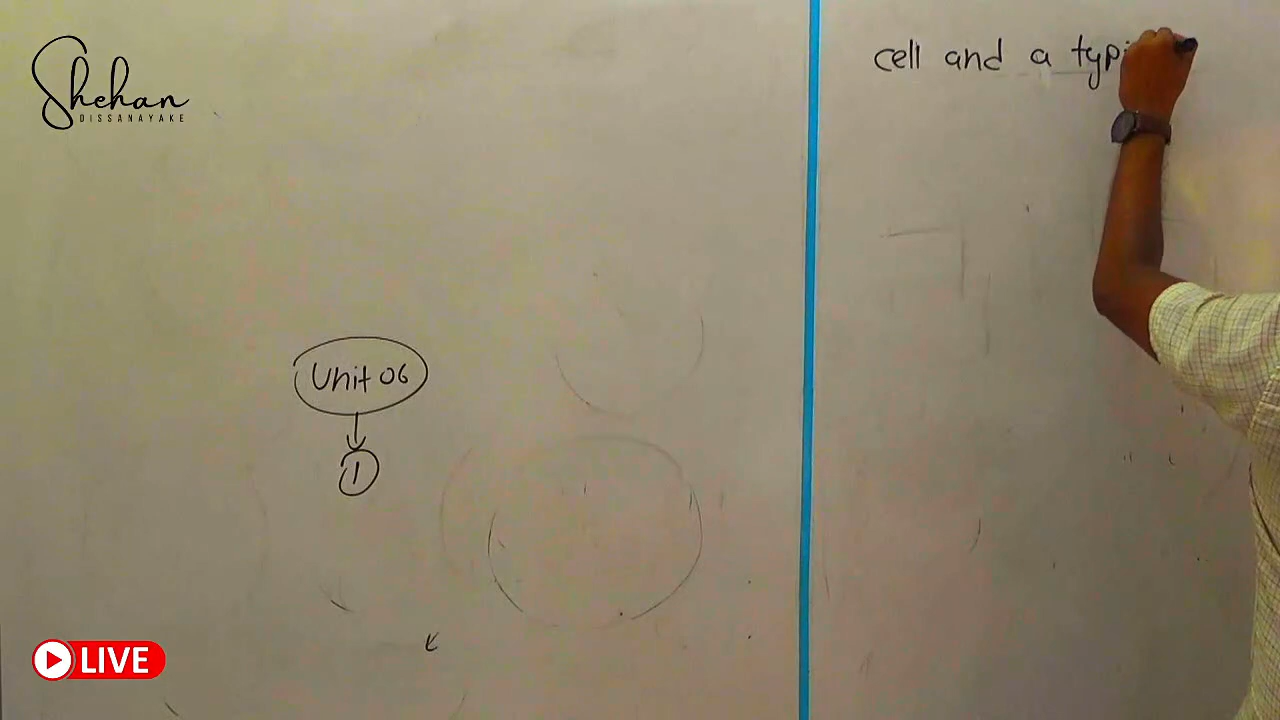 Shehan
DISSANAYAKE
cell and a typi
Unit 06
1
LIVE